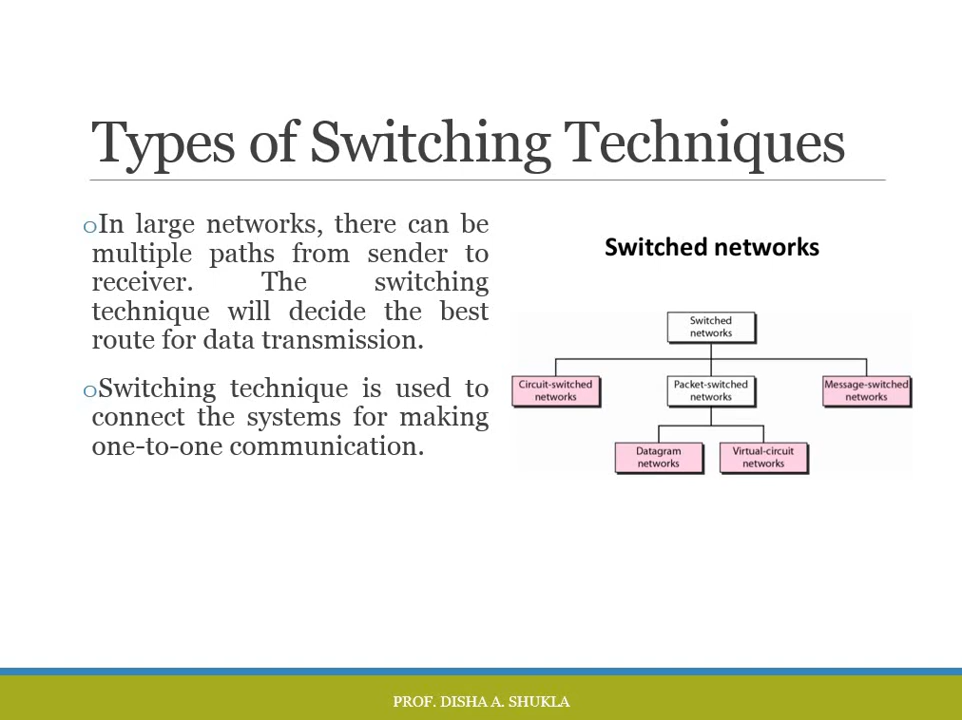 Types of Switching Techniques
oIn large networks, there can be
multiple paths from sender to
receiver. The switching
technique will decide the best
route for data transmission.
oSwitching technique is used to
connect the systems for making
one-to-one communication.
Switched networks
Switched
networks
Circuit-switched
networks
Packet-switched
networks
Message-switched
networks
Datagram
networks
Virtual-circuit
networks
PROF. DISHA A. SHUKLA